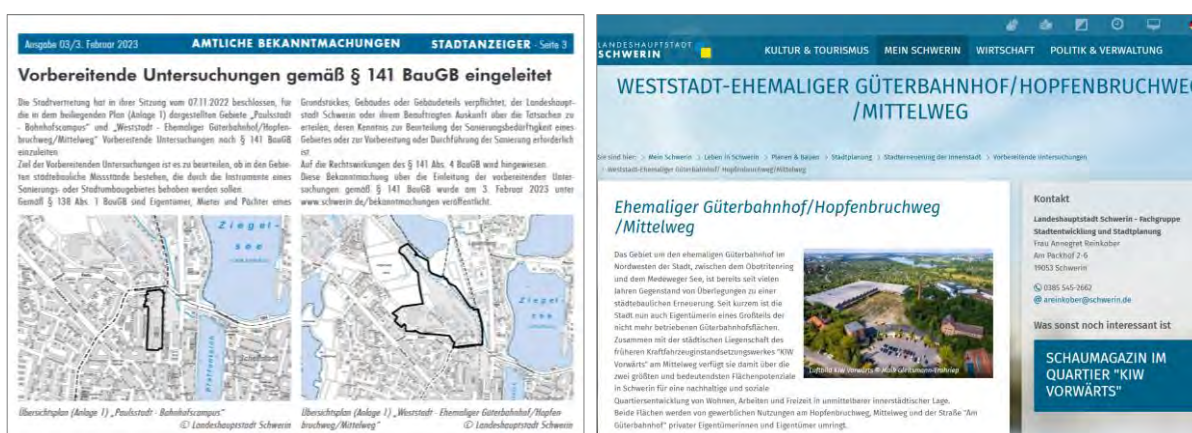 Ausgabe 03/3. Februar 2023 AMTLICHE BEKANNTMACHUNGEN STADTANZEIGER - Seite 3
Vorbereitende Untersuchungen gemäß § 141 BauGB eingeleitet
Die Stadtvertretung hat in ihrer Sitzung vom 07.11.2022 beschlossen, für
die in dem beiliegenden Plan (Anlage 1) dargestellten Gebiete „Paulsstadt
- Bahnhofscampus" und „Weststadt - Ehemaliger Güterbahnhof/Hopfen-
bruchweg/Mittelweg" Vorbereitende Untersuchungen nach § 141 BauGB
einzuleiten.
Ziel der Vorbereitenden Untersuchungen ist es zu beurteilen, ob in den Gebie-
ten städtebauliche Missstände bestehen, die durch die Instrumente eines
Sanierungs- oder Stadtumbaugebietes behoben werden sollen.
Gemäß § 138 Abs. 1 BauGB sind Eigentümer, Mieter und Pächter eines
Grundstückes, Gebäudes oder Gebäudeteils verpflichtet, der Landeshaupt-
stadt Schwerin oder ihrem Beauftragten Auskunft über die Tatsachen zu
erteilen, deren Kenntnis zur Beurteilung der Sanierungsbedürftigkeit eines
Gebietes oder zur Vorbereitung oder Durchführung der Sanierung erforderlich
ist.
Auf die Rechtswirkungen des § 141 Abs. 4 BauGB wird hingewiesen.
Diese Bekanntmachung über die Einleitung der vorbereitenden Unter-
suchungen gemäß § 141 BauGB wurde am 3. Februar 2023 unter
www.schwerin.de/bekanntmachungen veröffentlicht.
Ziegel-
see
Pfaffenteich
Schelfstadt
Ziegel-
see
Übersichtsplan (Anlage 1) „Paulsstadt - Bahnhofscampus"
© Landeshauptstadt Schwerin
Übersichtsplan (Anlage 1) „Weststadt - Ehemaliger Güterbahnhof/Hopfen-
bruchweg/Mittelweg" © Landeshauptstadt Schwerin
LANDESHAUPTSTADT
SCHWERIN
KULTUR & TOURISMUS MEIN SCHWERIN WIRTSCHAFT POLITIK & VERWALTUNG
WESTSTADT-EHEMALIGER GÜTERBAHNHOF/HOPFENBRUCHWEG
/MITTELWEG
Sie sind hier: > Mein Schwerin > Leben in Schwerin > Planen & Bauen > Stadtplanung > Stadterneuerung der Innenstadt > Vorbereitende Untersuchungen
> Weststadt-Ehemaliger Güterbahnhof/ Hopfenbruchweg/Mittelweg
Ehemaliger Güterbahnhof/Hopfenbruchweg
/Mittelweg
Das Gebiet um den ehemaligen Güterbahnhof im
Nordwesten der Stadt, zwischen dem Obotritenring
und dem Medeweger See, ist bereits seit vielen
Jahren Gegenstand von Überlegungen zu einer
städtebaulichen Erneuerung. Seit kurzem ist die
Stadt nun auch Eigentümerin eines Großteils der
nicht mehr betriebenen Güterbahnhofsflächen.
Zusammen mit der städtischen Liegenschaft des
früheren Kraftfahrzeuginstandsetzungswerkes "KIW
Vorwärts" am Mittelweg verfügt sie damit über die
zwei größten und bedeutendsten Flächenpotenziale
in Schwerin für eine nachhaltige und soziale
Quartiersentwicklung von Wohnen, Arbeiten und Freizeit in unmittelbarer innerstädtischer Lage.
Beide Flächen werden von gewerblichen Nutzungen am Hopfenbruchweg, Mittelweg und der Straße "Am
Güterbahnhof" privater Eigentümerinnen und Eigentümer umringt.
Luftbild KIW Vorwärts © Maik Gleitsmann-Frohriep
Kontakt
Landeshauptstadt Schwerin - Fachgruppe
Stadtentwicklung und Stadtplanung
Frau Annegret Reinkober
Am Packhof 2-6
19053 Schwerin
0385 545-2662
areinkober@schwerin.de
Was sonst noch interessant ist
SCHAUMAGAZIN IM
QUARTIER "KIW
VORWÄRTS"